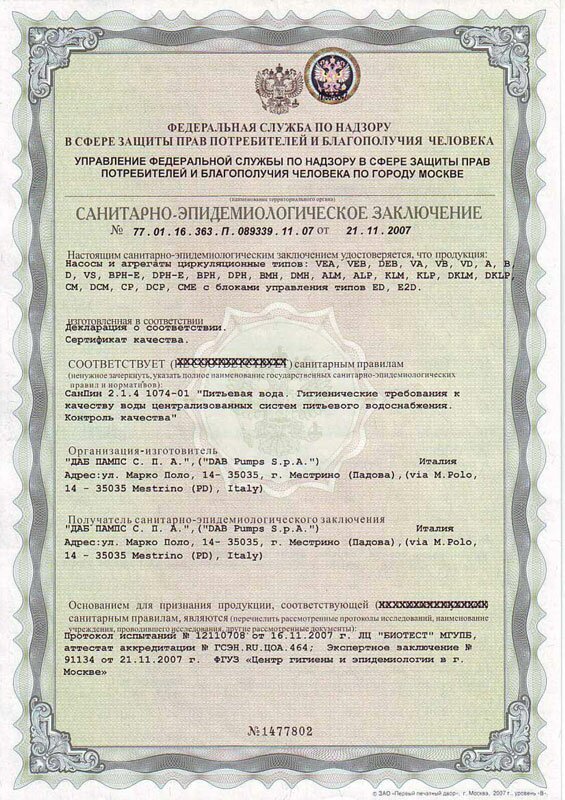 ФЕДЕРАЛЬНАЯ СЛУЖБА ПО НАДЗОРУ
В СФЕРЕ ЗАЩИТЫ ПРАВ ПОТРЕБИТЕЛЕЙ И БЛАГОПОЛУЧИЯ ЧЕЛОВЕКА
УПРАВЛЕНИЕ ФЕДЕРАЛЬНОЙ СЛУЖБЫ ПО НАДЗОРУ В СФЕРЕ ЗАЩИТЫ ПРАВ
ПОТРЕБИТЕЛЕЙ И БЛАГОПОЛУЧИЯ ЧЕЛОВЕКА ПО ГОРОДУ МОСКВЕ
(наименование территориального органа)
САНИТАРНО-ЭПИДЕМИОЛОГИЧЕСКОЕ ЗАКЛЮЧЕНИЕ
№ 77.01.16.363.П.089339.11.07 от 21.11.2007
Настоящим санитарно-эпидемиологическим заключением удостоверяется, что продукция:
Насосы и агрегаты циркуляционные типов: VEA, VEB, DEB, VA, VB, VD, A, B,
D, VS, BPH-E, DPH-E, BPH, DPH, BMH, DMH, ALM, ALP, KLM, KLP, DKLM, DKLP,
CM, DCM, CP, DCP, CME с блоками управления типов ED, E2D.
изготовленная в соответствии
Декларация о соответствии.
Сертификат качества.
СООТВЕТСТВУЕТ (НЕ СООТВЕТСТВУЕТ) санитарным правилам
(ненужное зачеркнуть, указать полное наименование государственных санитарно-эпидемиологических
правил и нормативов):
СанПин 2.1.4 1074-01 "Питьевая вода. Гигиенические требования к
качеству воды централизованных систем питьевого водоснабжения.
Контроль качества"
Организация-изготовитель
"ДАБ ПАМПС С. П. А.",("DAB Pumps S.p.A.") Италия
Адрес:ул. Марко Поло, 14- 35035, г. Местрино (Падова),(via M.Polo,
14 - 35035 Mestrino (PD), Italy)
Получатель санитарно-эпидемиологического заключения
"ДАБ ПАМПС С. П. А.",("DAB Pumps S.p.A.") Италия
Адрес:ул. Марко Поло, 14- 35035, г. Местрино (Падова),(via M.Polo,
14 - 35035 Mestrino (PD), Italy)
Основанием для признания продукции, соответствующей (ХХХХХХХХХХХХХХХХ)
санитарным правилам, являются (перечислить рассмотренные протоколы исследований, наименование
учреждения, проводившего исследования, другие рассмотренные документы):
Протокол испытаний № 12110708 от 16.11.2007 г. ЛЦ "БИОТЕСТ" МГУПБ,
аттестат аккредитации № ГСЭН.RU.ЦОА.464; Экспертное заключение №
91134 от 21.11.2007 г. ФГУЗ «Центр гигиены и эпидемиологии в г.
Москве»
№1477802
© ЗАО «Первый печатный двор», г. Москва, 2007 г., уровень «В».